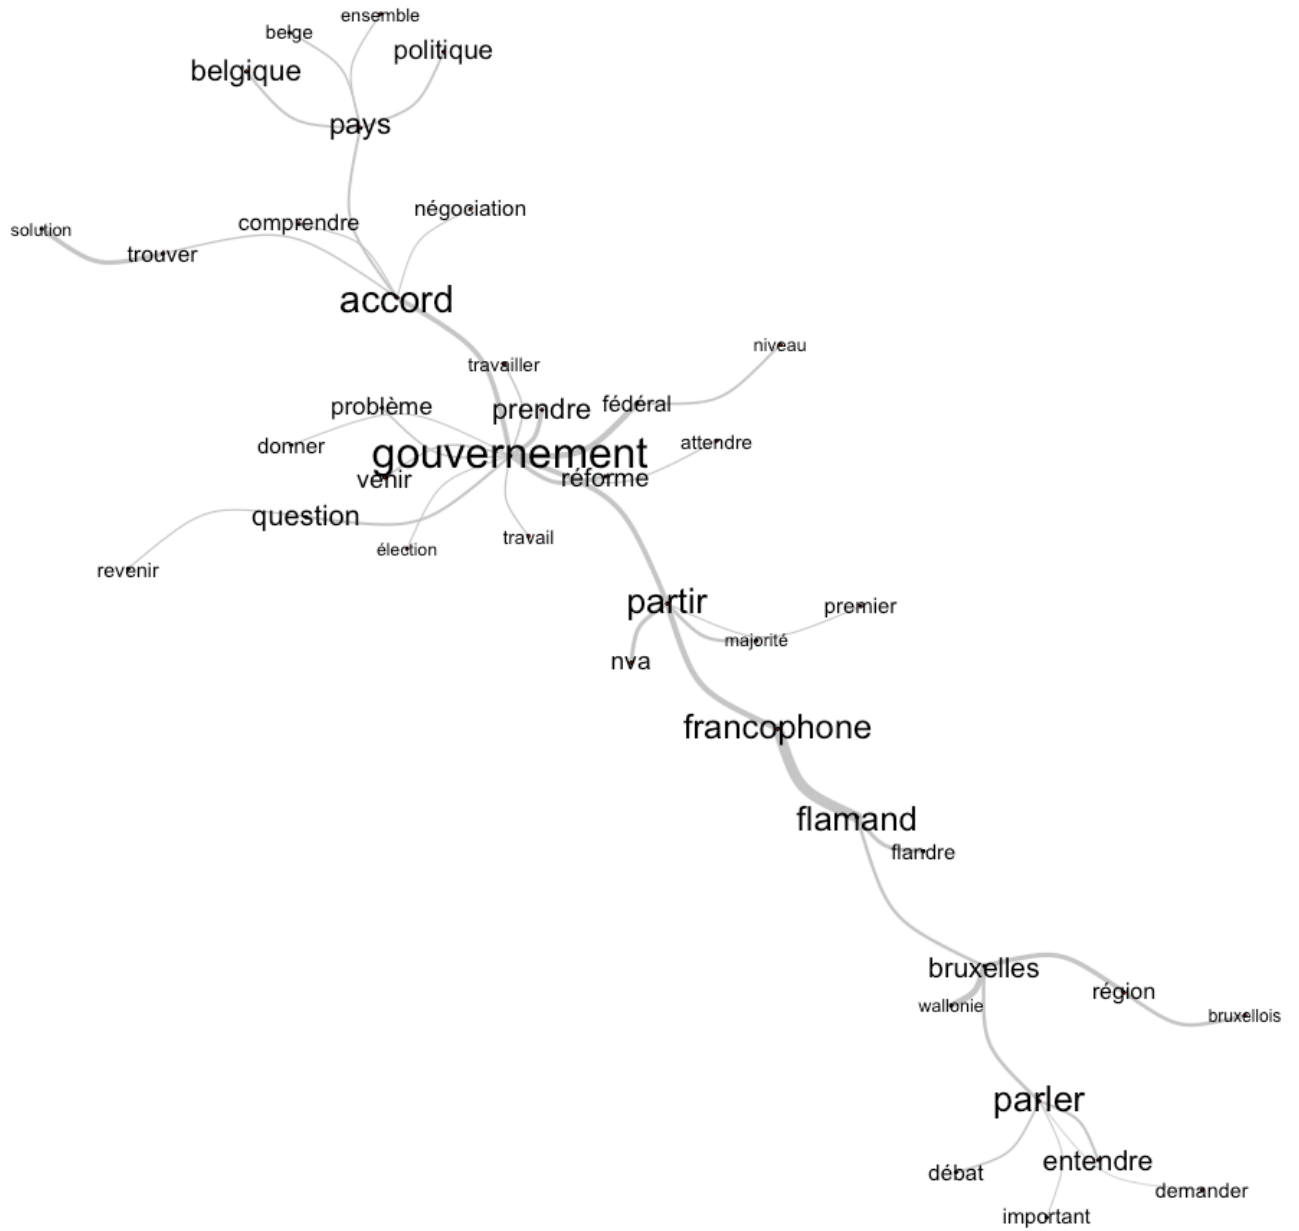 ensemble
belge
politique
belgique
pays
négociation
comprendre
solution
trouver
accord
niveau
travailler
fédéral
problème
prendre
attendre
donner
gouvernement
réforme
venir
question
travail
élection
revenir
partir
premier
majorité
nva
francophone
flamand
flandre
bruxelles
région
wallonie
bruxellois
parler
entendre
débat
demander
important